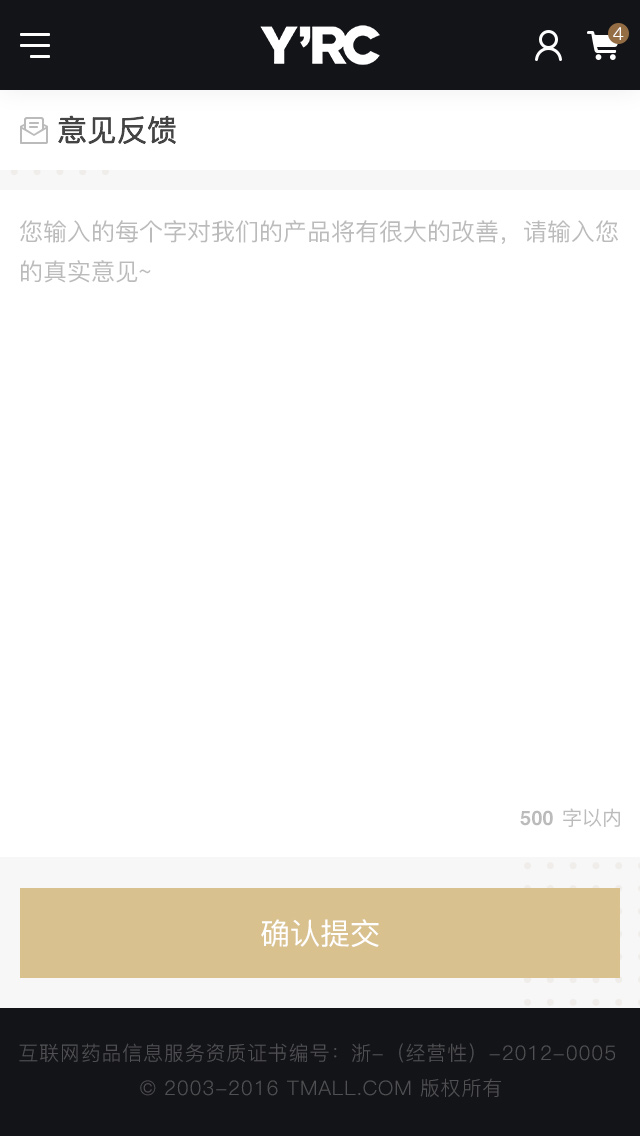 Y'RC
4
意见反馈
您输入的每个字对我们的产品将有很大的改善，请输入您
的真实意见~
500 字以内
确认提交
互联网药品信息服务资质证书编号：浙-（经营性）-2012-0005
© 2003-2016 TMALL.COM 版权所有